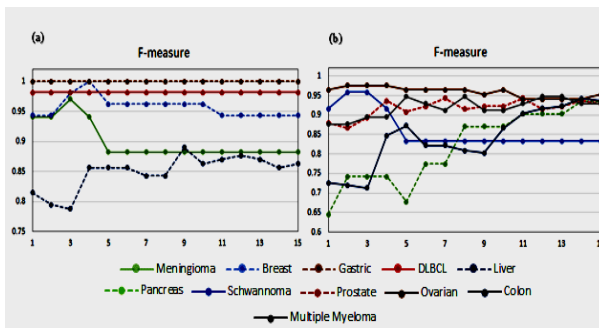 (a)
F-measure
1
0.95
0.9
0.85
0.8
0.75
1 3 5 7 9 11 13 15
(b)
F-measure
1
0.95
0.9
0.85
0.8
0.75
0.7
0.65
0.6
1 3 5 7 9 11 13 1
Meningioma Breast Gastric DLBCL Liver
Pancreas Schwannoma Prostate Ovarian Colon
Multiple Myeloma